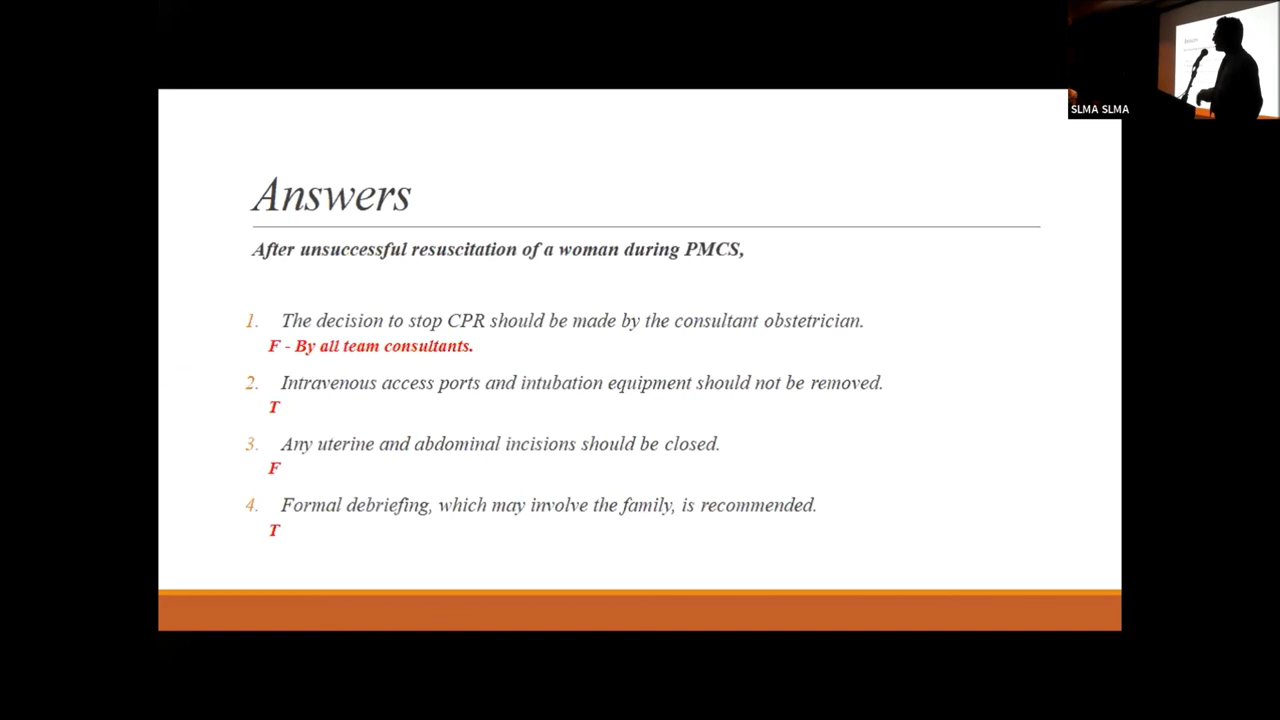 SLMA SLMA
Answers
After unsuccessful resuscitation of a woman during PMCS,
1. The decision to stop CPR should be made by the consultant obstetrician.
F - By all team consultants.
2. Intravenous access ports and intubation equipment should not be removed.
T
3. Any uterine and abdominal incisions should be closed.
F
4. Formal debriefing, which may involve the family, is recommended.
T